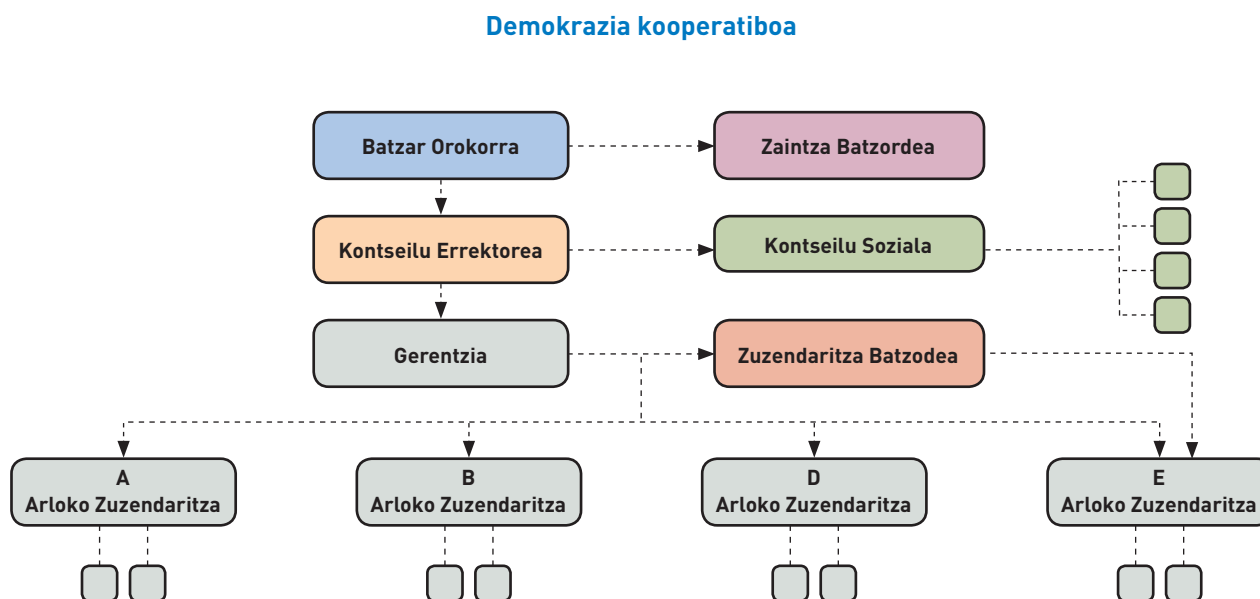 Demokrazia kooperatiboa
Batzar Orokorra
Zaintza Batzordea
Kontseilu Errektorea
Kontseilu Soziala
Gerentzia
Zuzendaritza Batzodea
A
Arloko Zuzendaritza
B
Arloko Zuzendaritza
D
Arloko Zuzendaritza
E
Arloko Zuzendaritza